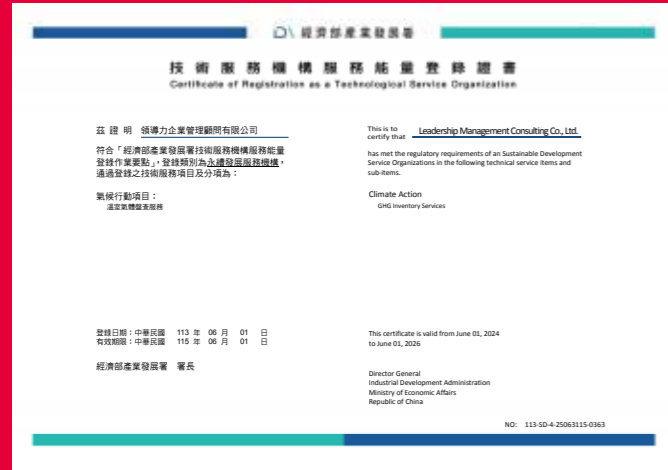 經濟部產業發展署
技術服務機構服務能量登錄證書
Certificate of Registration as a Technological Service Organization
茲證明 領導力企業管理顧問有限公司
符合「經濟部產業發展署技術服務機構服務能量
登錄作業要點」,登錄類別為永續發展服務機構,
通過登錄之技術服務項目及分項為:
氣候行動項目:
溫室氣體盤查服務
登錄日期:中華民國 113 年 06 月 01 日
有效期限:中華民國 115 年 06 月 01 日
經濟部產業發展署 署長
This is to
certify that Leadership Management Consulting Co., Ltd.
has met the regulatory requirements of an Sustainable Development
Service Organizations in the following technical service items and
sub-items.
Climate Action
GHG Inventory Services
This certificate is valid from June 01, 2024
to June 01, 2026
Director General
Industrial Development Administration
Ministry of Economic Affairs
Republic of China
NO: 113-SD-4-25063115-0363